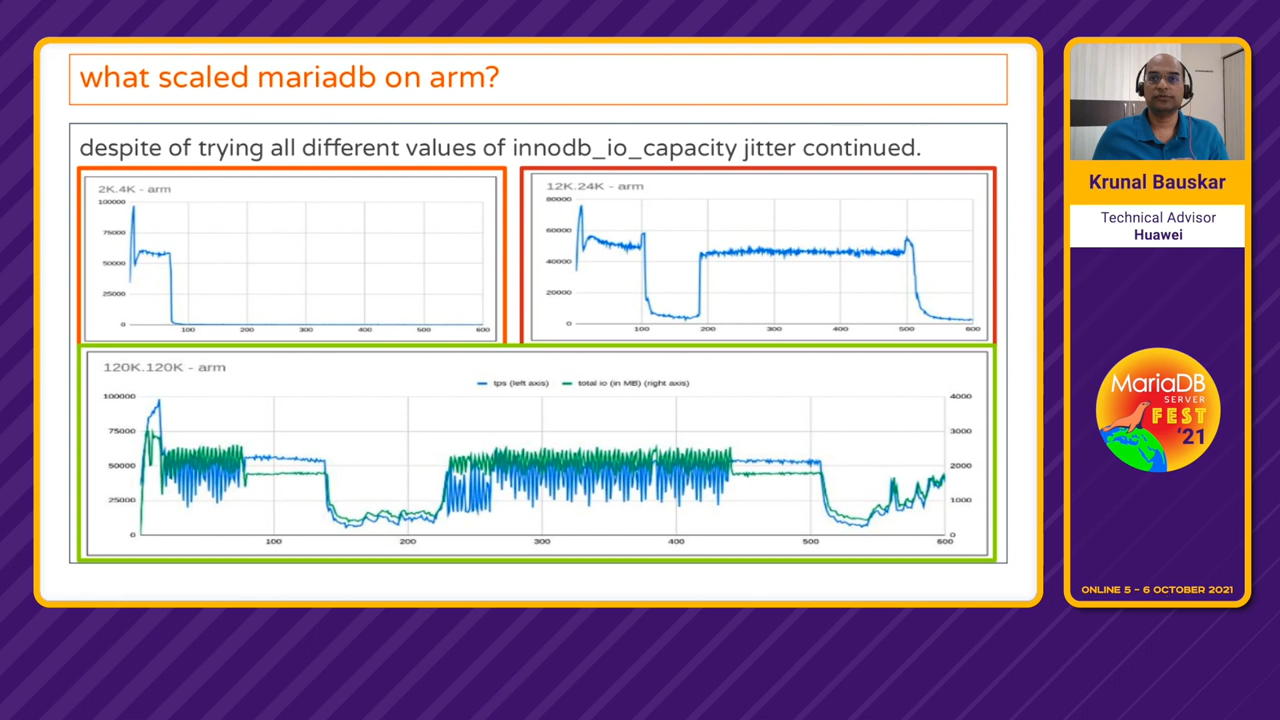 what scaled mariadb on arm?
despite of trying all different values of innodb_io_capacity jitter continued.
2K.4K - arm
100000
75000
50000
25000
0
100 200 300 400 500 600
12K.24K - arm
80000
60000
40000
20000
0
100 200 300 400 500 600
120K.120K - arm
tps (left axis) total io (in MB) (right axis)
100000 4000
75000 3000
50000 2000
25000 1000
0 0
100 200 300 400 500 600
Krunal Bauskar
Technical Advisor
Huawei
MariaDB
SERVER
FEST
'21
ONLINE 5 – 6 OCTOBER 2021